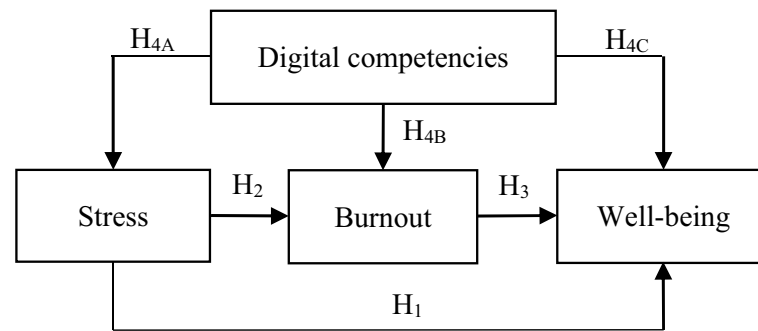 H4A
Digital competencies
H4C
H4B
Stress
H2
Burnout
H3
Well-being
H1